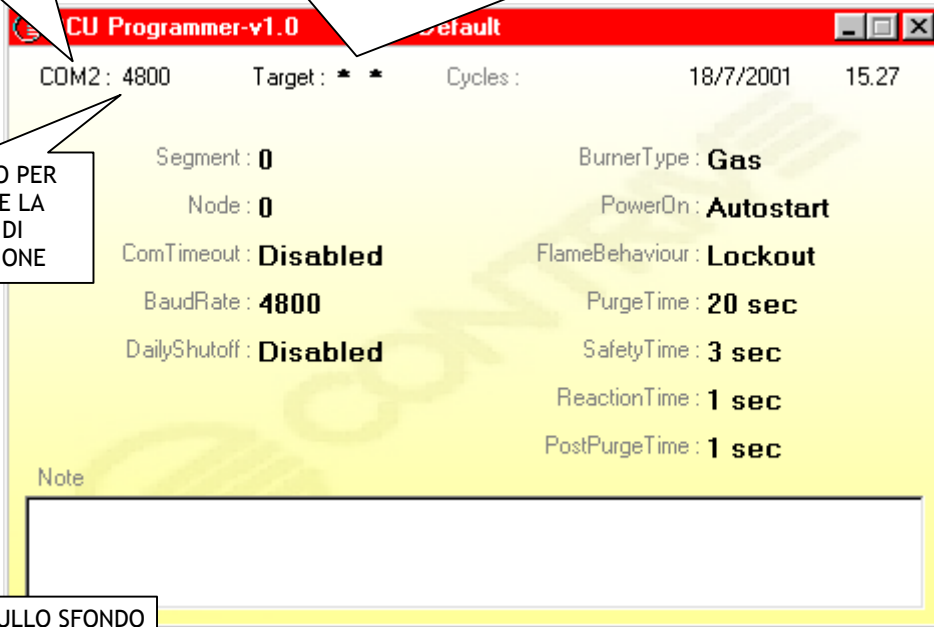 CU Programmer-v1.0 Default
COM2 : 4800 Target : * * Cycles : 18/7/2001 15.27
Segment : 0
Node : 0
ComTimeout : Disabled
BaudRate : 4800
DailyShutoff : Disabled
BurnerType : Gas
PowerOn : Autostart
FlameBehaviour : Lockout
PurgeTime : 20 sec
SafetyTime : 3 sec
ReactionTime : 1 sec
PostPurgeTime : 1 sec
O PER
E LA
DI
ONE
Note
ULLO SFONDO